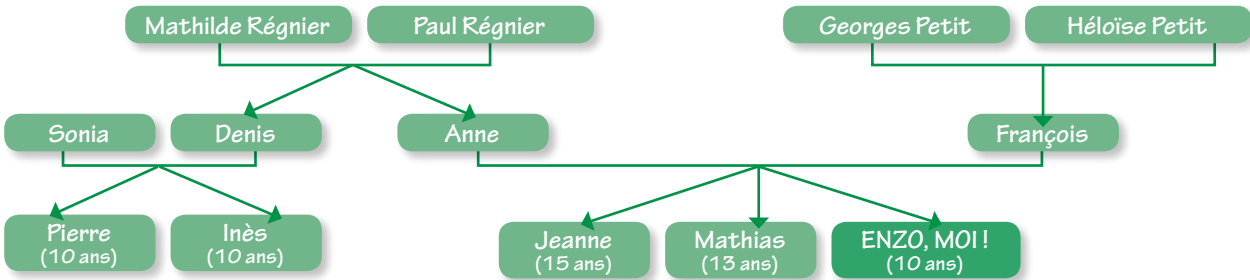 Mathilde Régnier
Paul Régnier
Georges Petit
Héloïse Petit
Sonia
Denis
Anne
François
Pierre
(10 ans)
Inès
(10 ans)
Jeanne
(15 ans)
Mathias
(13 ans)
ENZO, MOI !
(10 ans)